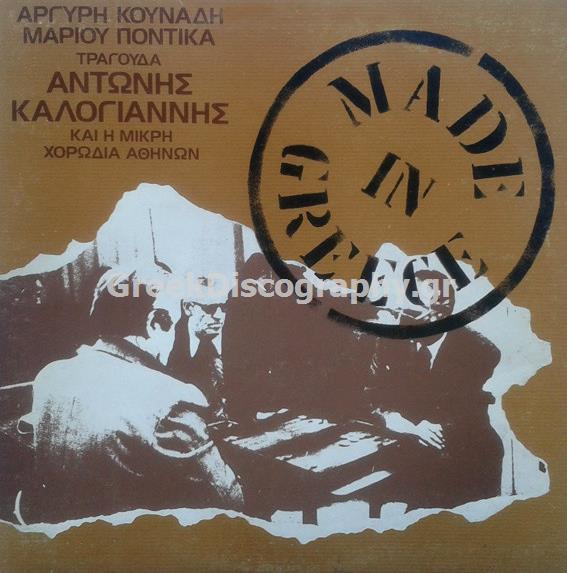 ΑΡΓΥΡΗ ΚΟΥΝΑΔΗ
ΜΑΡΙΟΥ ΠΟΝΤΙΚΑ
ΤΡΑΓΟΥΔΑ
ΑΝΤΩΝΗΣ
ΚΑΛΟΓΙΑΝΝΗΣ
ΚΑΙ Η ΜΙΚΡΗ
ΧΟΡΩΔΙΑ ΑΘΗΝΩΝ
MADE
IN
GREECE
GreekDiscography.gr